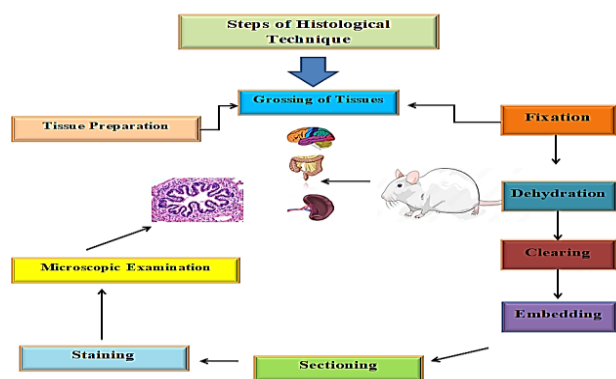 Steps of Histological
Technique
Grossing of Tissues
Tissue Preparation
Fixation
Dehydration
Clearing
Microscopic Examination
Embedding
Staining
Sectioning